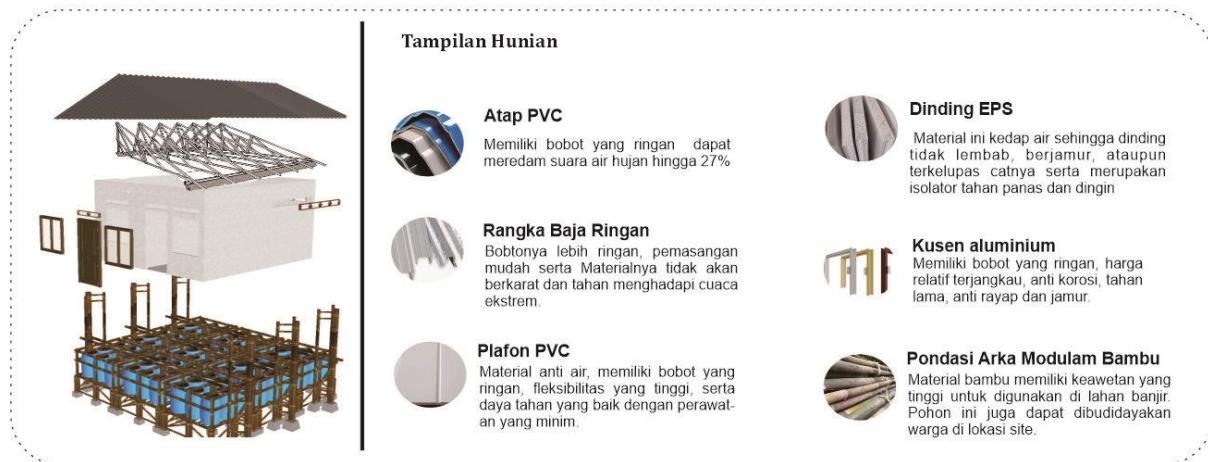 Tampilan Hunian
Atap PVC
Memiliki bobot yang ringan dapat
meredam suara air hujan hingga 27%
Rangka Baja Ringan
Bobtonya lebih ringan, pemasangan
mudah serta Materialnya tidak akan
berkarat dan tahan menghadapi cuaca
ekstrem.
Plafon PVC
Material anti air, memiliki bobot yang
ringan, fleksibilitas yang tinggi, serta
daya tahan yang baik dengan perawat-
an yang minim.
Dinding EPS
Material ini kedap air sehingga dinding
tidak lembab, berjamur, ataupun
terkelupas catnya serta merupakan
isolator tahan panas dan dingin
Kusen aluminium
Memiliki bobot yang ringan, harga
relatif terjangkau, anti korosi, tahan
lama, anti rayap dan jamur.
Pondasi Arka Modulam Bambu
Material bambu memiliki keawetan yang
tinggi untuk digunakan di lahan banjir.
Pohon ini juga dapat dibudidayakan
warga di lokasi site.